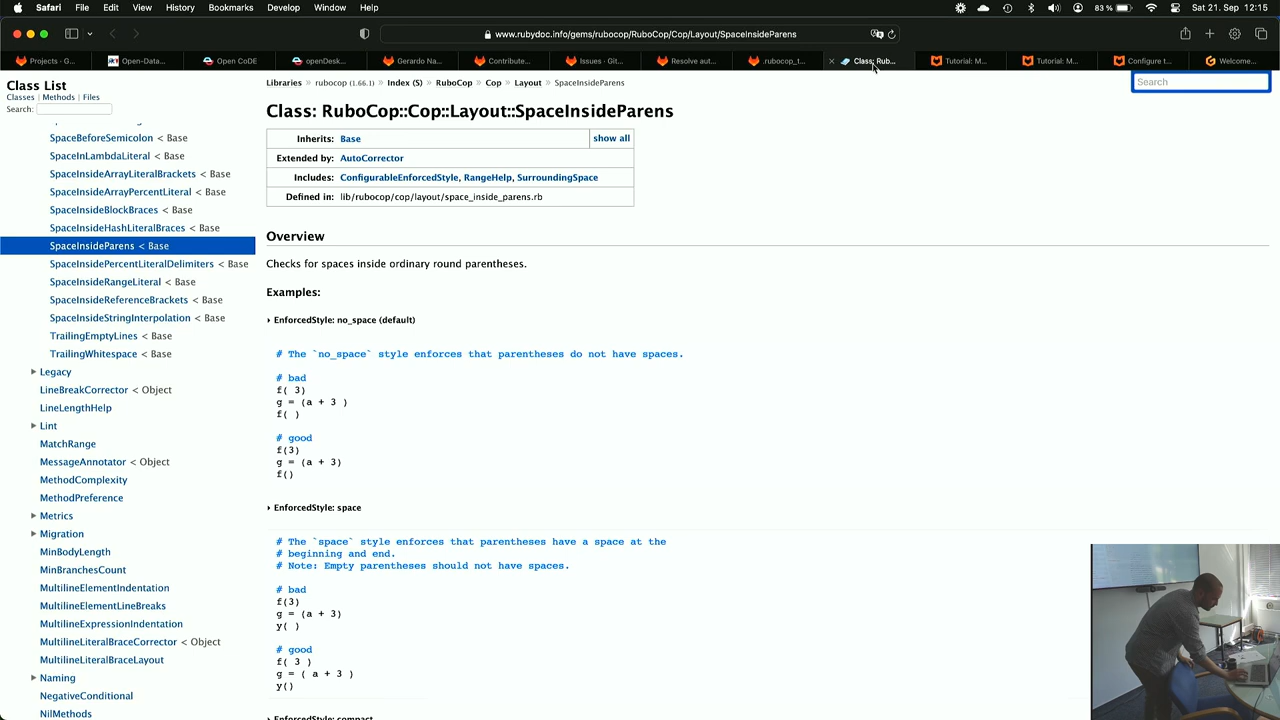 Safari File Edit View History Bookmarks Develop Window Help 83 % Sat 21. Sep 12:15
www.rubydoc.info/gems/rubocop/RuboCop/Cop/Layout/SpaceInsideParens
Projects - G... Open-Data... Open CoDE openDesk... Gerardo Na... Contribute... Issues · Git... Resolve aut... .rubocop_t... Class: Rub... Tutorial: M... Tutorial: M... Configure t... Welcome...
Class List
Classes | Methods | Files
Search:
SpaceBeforeSemicolon < Base
SpaceInLambdaLiteral < Base
SpaceInsideArrayLiteralBrackets < Base
SpaceInsideArrayPercentLiteral < Base
SpaceInsideBlockBraces < Base
SpaceInsideHashLiteralBraces < Base
SpaceInsideParens < Base
SpaceInsidePercentLiteralDelimiters < Base
SpaceInsideRangeLiteral < Base
SpaceInsideReferenceBrackets < Base
SpaceInsideStringInterpolation < Base
TrailingEmptyLines < Base
TrailingWhitespace < Base
Legacy
LineBreakCorrector < Object
LineLengthHelp
Lint
MatchRange
MessageAnnotator < Object
MethodComplexity
MethodPreference
Metrics
Migration
MinBodyLength
MinBranchesCount
MultilineElementIndentation
MultilineElementLineBreaks
MultilineExpressionIndentation
MultilineLiteralBraceCorrector < Object
MultilineLiteralBraceLayout
Naming
NegativeConditional
NilMethods
Libraries » rubocop (1.66.1) » Index (S) » RuboCop » Cop » Layout » SpaceInsideParens
Search
Class: RuboCop::Cop::Layout::SpaceInsideParens
Inherits: Base show all
Extended by: AutoCorrector
Includes: ConfigurableEnforcedStyle, RangeHelp, SurroundingSpace
Defined in: lib/rubocop/cop/layout/space_inside_parens.rb
Overview
Checks for spaces inside ordinary round parentheses.
Examples:
EnforcedStyle: no_space (default)
# The `no_space` style enforces that parentheses do not have spaces.
# bad
f( 3)
g = (a + 3 )
f( )
# good
f(3)
g = (a + 3)
f()
EnforcedStyle: space
# The `space` style enforces that parentheses have a space at the
# beginning and end.
# Note: Empty parentheses should not have spaces.
# bad
f(3)
g = (a + 3)
y( )
# good
f( 3 )
g = ( a + 3 )
y()
EnforcedStyle: compact